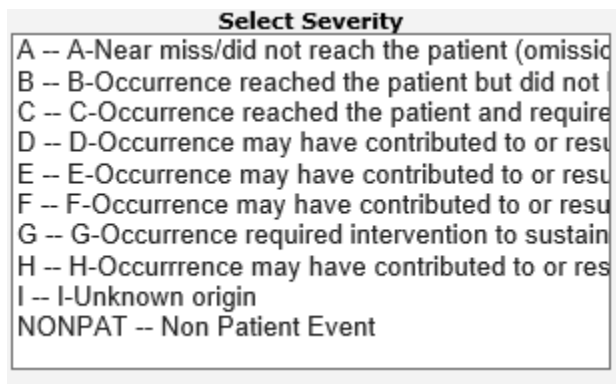 Select Severity
A -- A-Near miss/did not reach the patient (omissic
B -- B-Occurrence reached the patient but did not
C -- C-Occurrence reached the patient and require
D -- D-Occurrence may have contributed to or resu
E -- E-Occurrence may have contributed to or resu
F -- F-Occurrence may have contributed to or resu
G -- G-Occurrence required intervention to sustain
H -- H-Occurrrence may have contributed to or res
I -- I-Unknown origin
NONPAT -- Non Patient Event